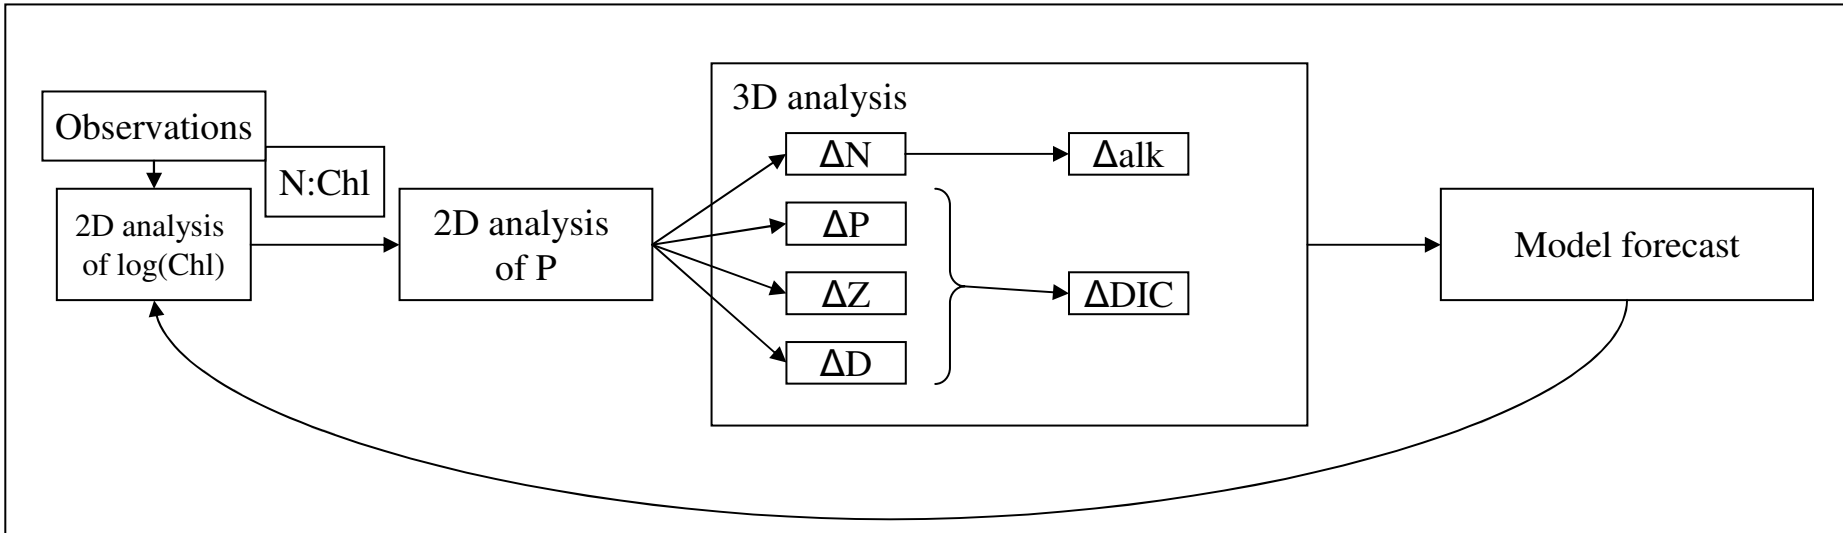 Observations
N:Chl
2D analysis
of log(Chl)
2D analysis
of P
3D analysis
ΔN
Δalk
ΔP
ΔZ
ΔDIC
ΔD
Model forecast